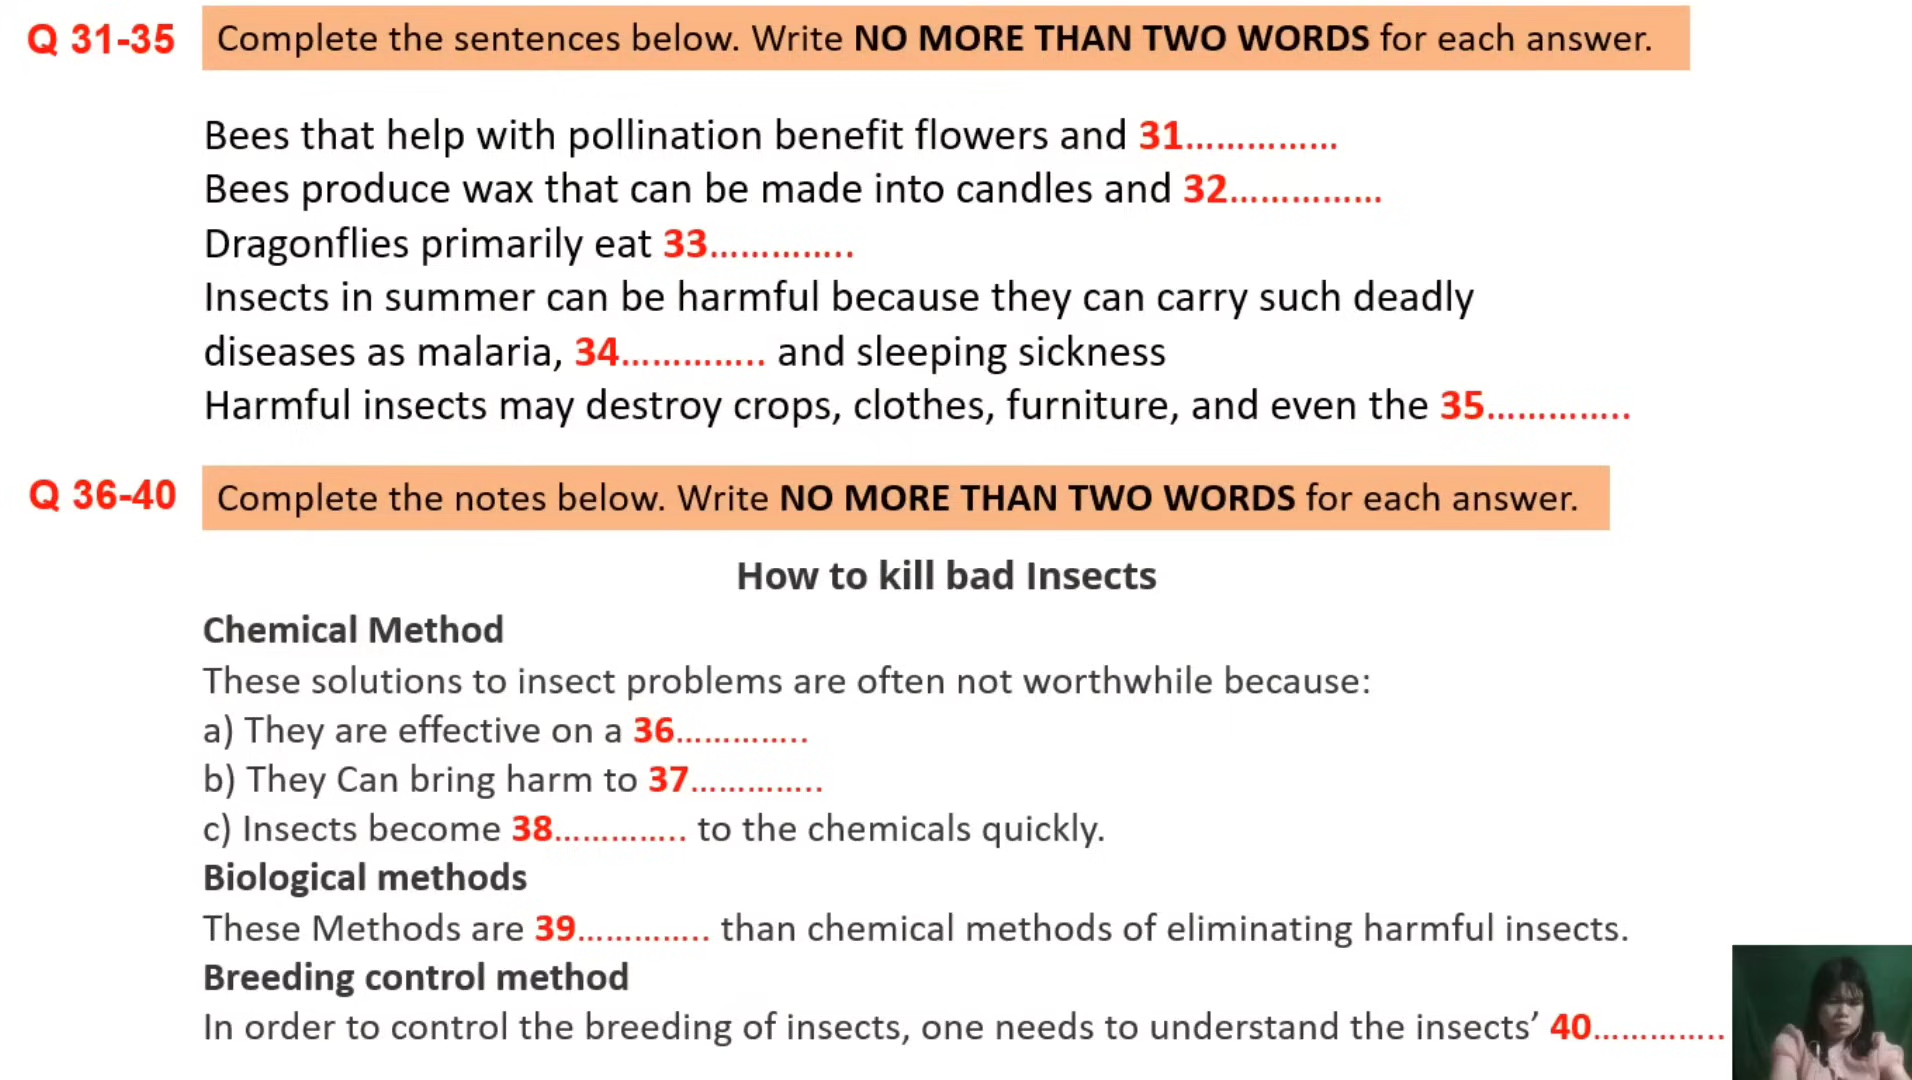 Q 31-35 Complete the sentences below. Write NO MORE THAN TWO WORDS for each answer.
Bees that help with pollination benefit flowers and 31...............
Bees produce wax that can be made into candles and 32...............
Dragonflies primarily eat 33..............
Insects in summer can be harmful because they can carry such deadly
diseases as malaria, 34.............. and sleeping sickness
Harmful insects may destroy crops, clothes, furniture, and even the 35..............
Q 36-40 Complete the notes below. Write NO MORE THAN TWO WORDS for each answer.
How to kill bad Insects
Chemical Method
These solutions to insect problems are often not worthwhile because:
a) They are effective on a 36..............
b) They Can bring harm to 37..............
c) Insects become 38.............. to the chemicals quickly.
Biological methods
These Methods are 39.............. than chemical methods of eliminating harmful insects.
Breeding control method
In order to control the breeding of insects, one needs to understand the insects’ 40..............